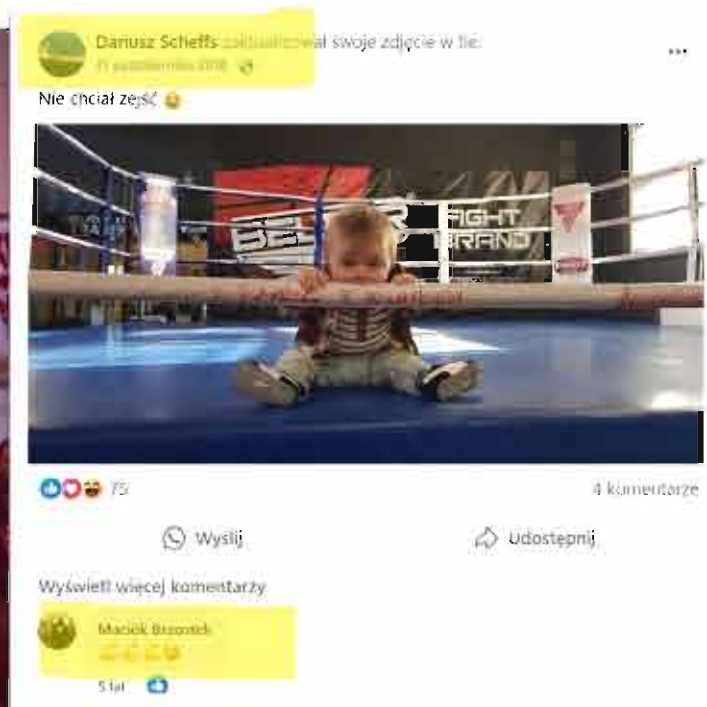 Dariusz Scheffs zaktualizował swoje zdjęcie w tle.
Nie chciał zejść
FIGHT
BRAND
75
4 komentarze
Wyślij
Udostępnij
Wyświetl więcej komentarzy
Maciek
5 lat